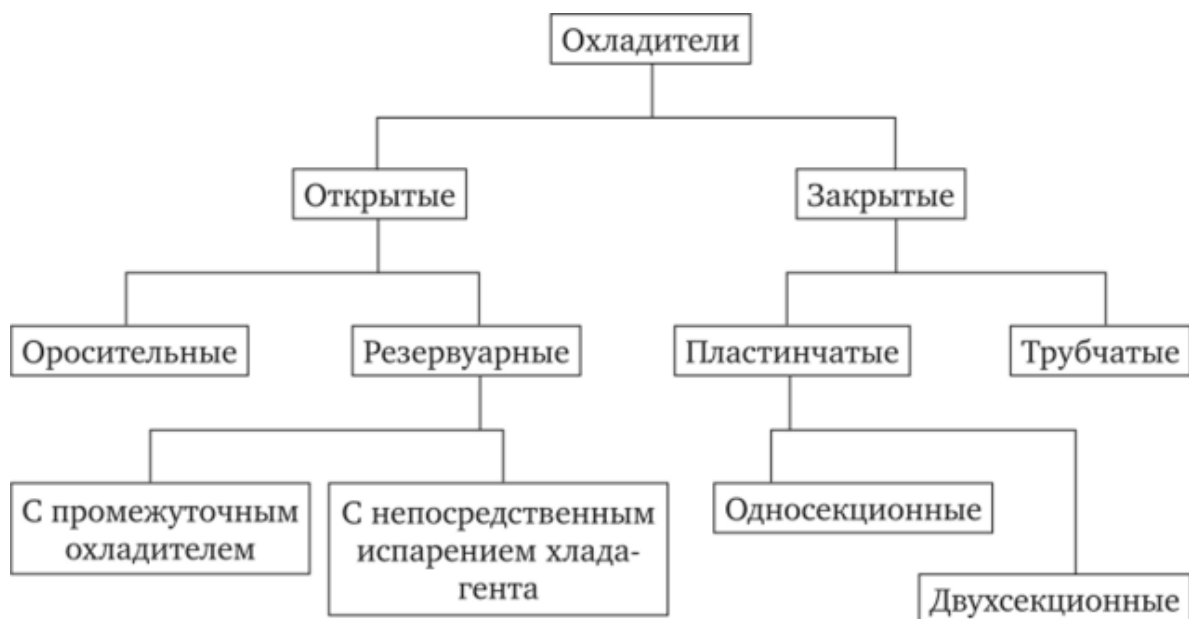 Охладители
Открытые
Закрытые
Оросительные
Резервуарные
Пластинчатые
Трубчатые
С промежуточным
охладителем
С непосредственным
испарением хлада-
гента
Односекционные
Двухсекционные